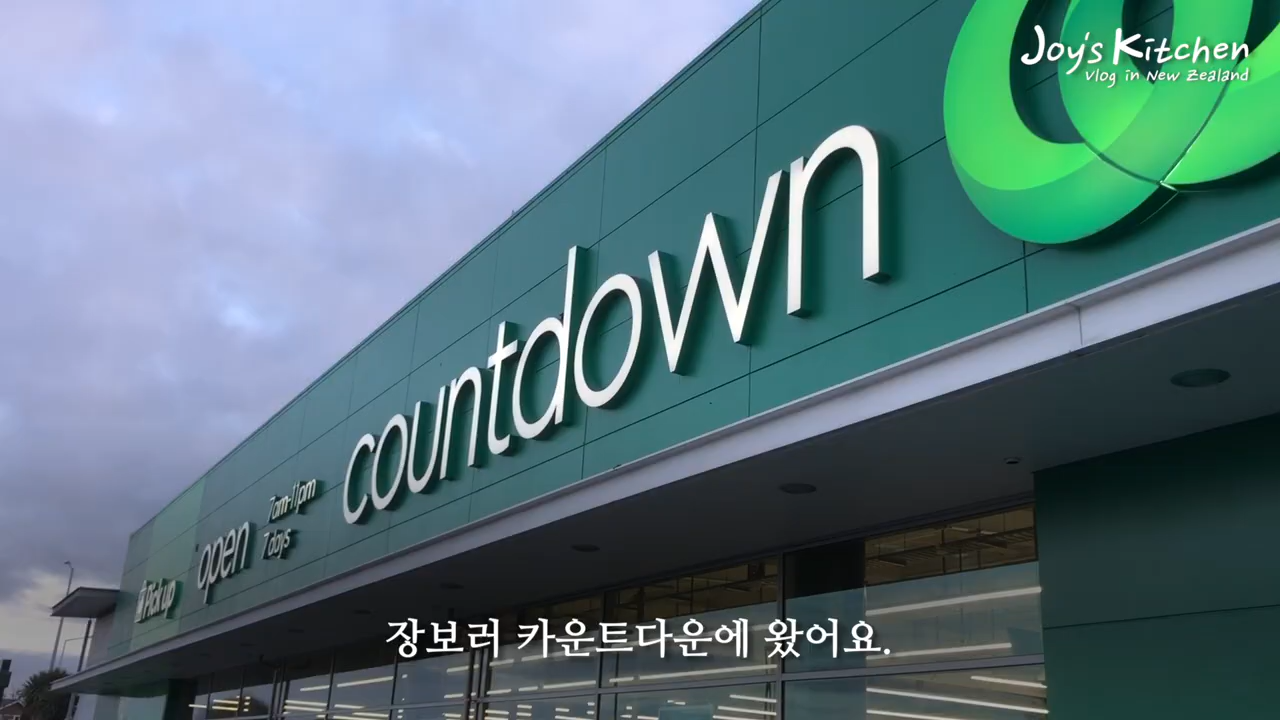 Joy's Kitchen
Vlog in New Zealand
countdown
7am-11pm
open
7 days
Pick up
장보러 카운트다운에 왔어요.